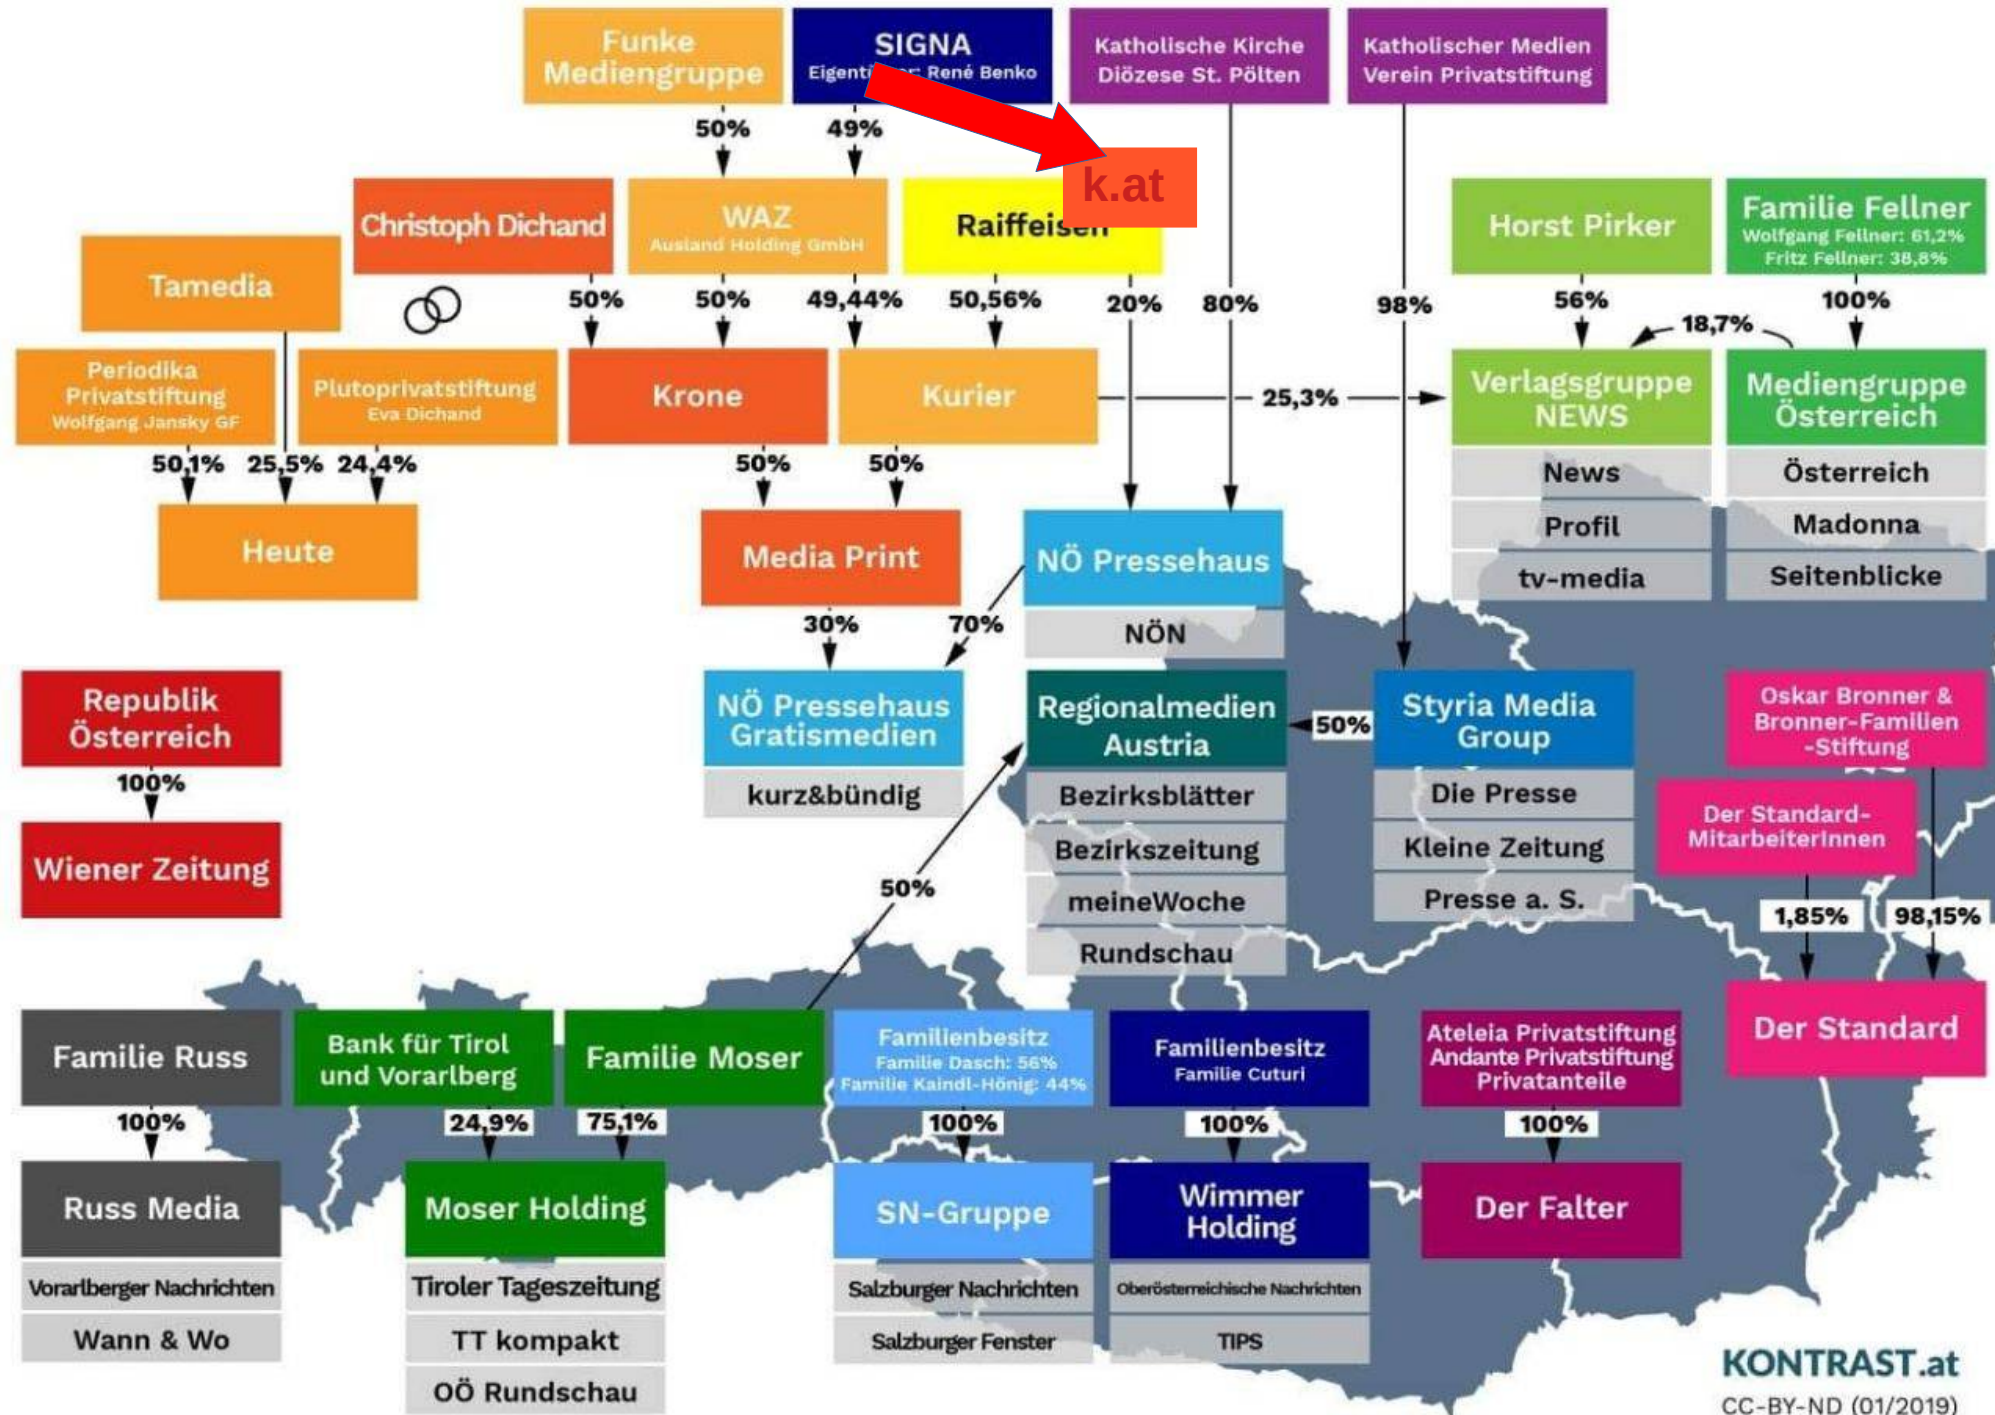 Funke
Mediengruppe
SIGNA
René Benko
Katholische Kirche
Diözese St. Pölten
Katholischer Medien
Verein Privatstiftung
50%
49%
k.at
Christoph Dichand
WAZ
Ausland Holding GmbH
Raiffeisen
Horst Pirker
Familie Fellner
Wolfgang Fellner: 61,2%
Fritz Fellner: 38,8%
Tamedia
50%
50%
49,44%
50,56%
20%
80%
98%
56%
100%
18,7%
Periodika
Privatstiftung
Wolfgang Jansky GF
Plutoprivatstiftung
Eva Dichand
Krone
Kurier
25,3%
Verlagsgruppe
NEWS
Mediengruppe
Österreich
50,1%
25,5%
24,4%
50%
50%
News
Profil
tv-media
Österreich
Madonna
Seitenblicke
Heute
Media Print
NÖ Pressehaus
NÖN
30%
70%
Republik
Österreich
100%
Wiener Zeitung
NÖ Pressehaus
Gratismedien
kurz&bündig
Regionalmedien
Austria
Bezirksblätter
Bezirkszeitung
meineWoche
Rundschau
50%
50%
Styria Media
Group
Die Presse
Kleine Zeitung
Presse a. S.
Oskar Bronner &
Bronner-Familien
-Stiftung
Der Standard-
MitarbeiterInnen
1,85%
98,15%
Der Standard
Familie Russ
100%
Russ Media
Vorarlberger Nachrichten
Wann & Wo
Bank für Tirol
und Vorarlberg
Familie Moser
24,9%
75,1%
Moser Holding
Tiroler Tageszeitung
TT kompakt
OÖ Rundschau
Familienbesitz
Familie Dasch: 56%
Familie Kaindl-Hönig: 44%
100%
SN-Gruppe
Salzburger Nachrichten
Salzburger Fenster
Familienbesitz
Familie Cuturi
100%
Wimmer
Holding
Oberösterreichische Nachrichten
TIPS
Ateleia Privatstiftung
Andante Privatstiftung
Privatanteile
100%
Der Falter
KONTRAST.at
CC-BY-ND (01/2019)